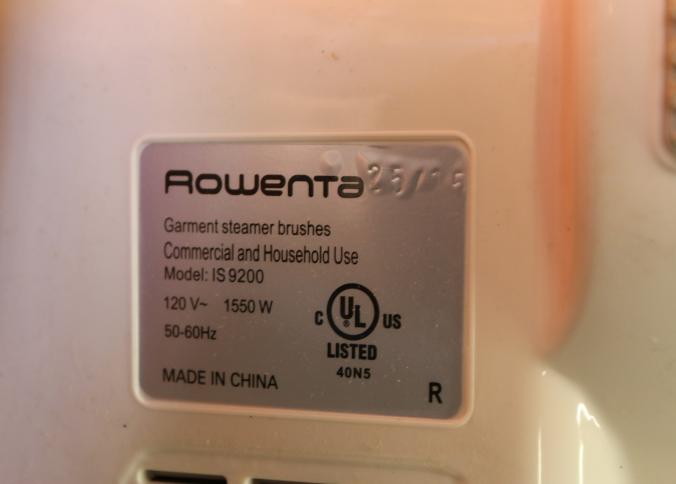 Rowenta
Garment steamer brushes
Commercial and Household Use
Model: IS 9200
120 V~ 1550 W
50-60Hz
C UL® US
LISTED
40N5
MADE IN CHINA
R